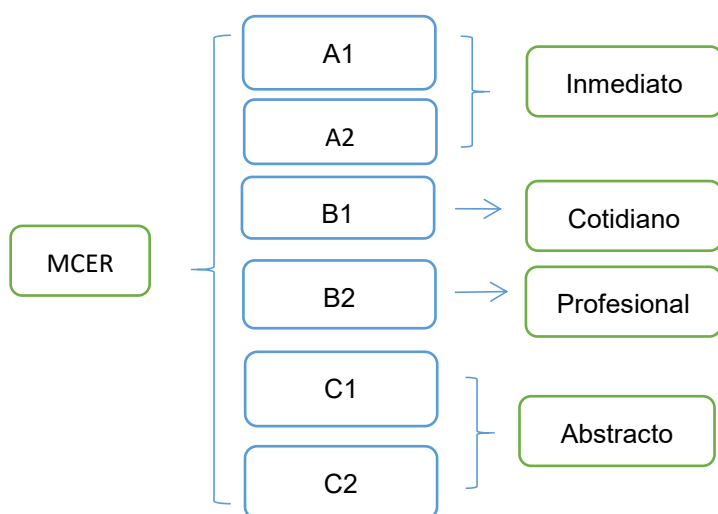 MCER
A1
A2
B1
B2
C1
C2
Inmediato
Cotidiano
Profesional
Abstracto